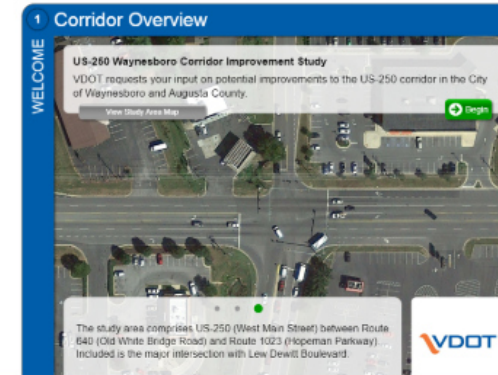 1 Corridor Overview
WELCOME
US-250 Waynesboro Corridor Improvement Study
VDOT requests your input on potential improvements to the US-250 corridor in the City
of Waynesboro and Augusta County.
View Study Area Map
Begin
The study area comprises US-250 (West Main Street) between Route
640 (Old White Bridge Road) and Route 1023 (Hopeman Parkway).
Included is the major intersection with Lew Dewitt Boulevard.
VDOT